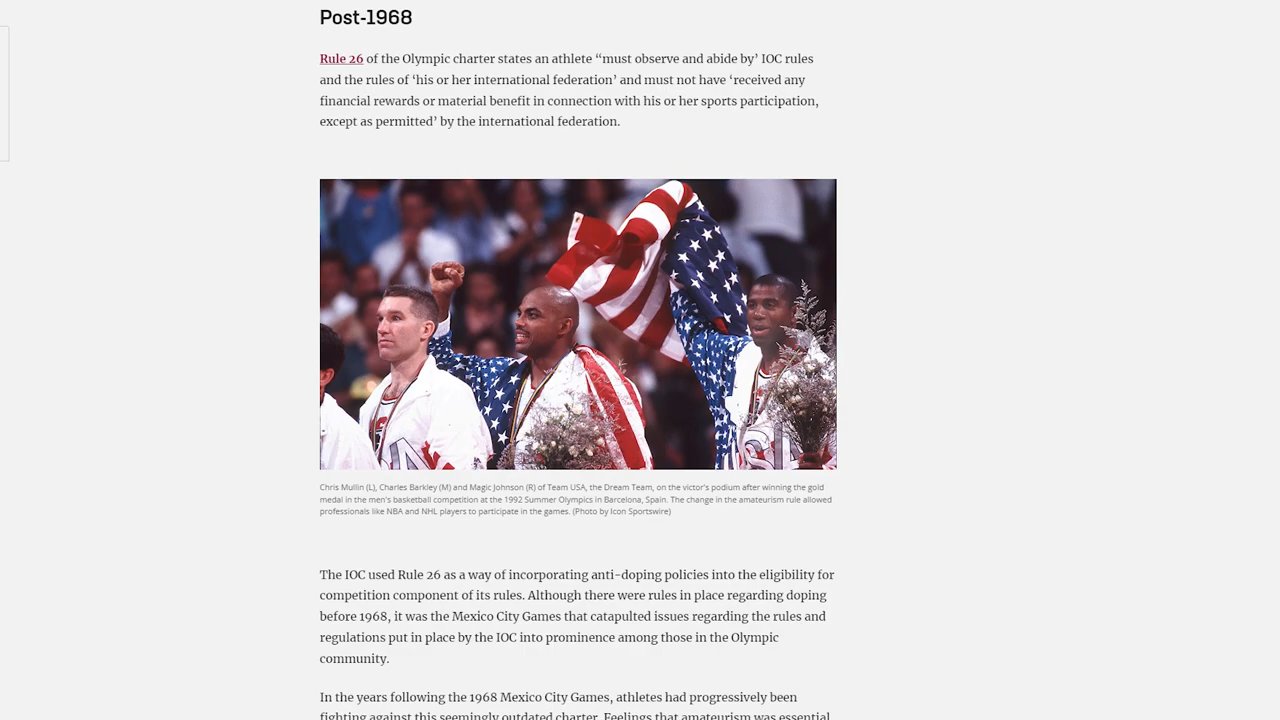 Post-1968
Rule 26 of the Olympic charter states an athlete “must observe and abide by’ IOC rules
and the rules of ‘his or her international federation’ and must not have ‘received any
financial rewards or material benefit in connection with his or her sports participation,
except as permitted’ by the international federation.
Chris Mullin (L), Charles Barkley (M) and Magic Johnson (R) of Team USA, the Dream Team, on the victor's podium after winning the gold
medal in the men's basketball competition at the 1992 Summer Olympics in Barcelona, Spain. The change in the amateurism rule allowed
professionals like NBA and NHL players to participate in the games. (Photo by Icon Sportswire)
The IOC used Rule 26 as a way of incorporating anti-doping policies into the eligibility for
competition component of its rules. Although there were rules in place regarding doping
before 1968, it was the Mexico City Games that catapulted issues regarding the rules and
regulations put in place by the IOC into prominence among those in the Olympic
community.
In the years following the 1968 Mexico City Games, athletes had progressively been
fighting against this seemingly outdated charter. Feelings that amateurism was essential